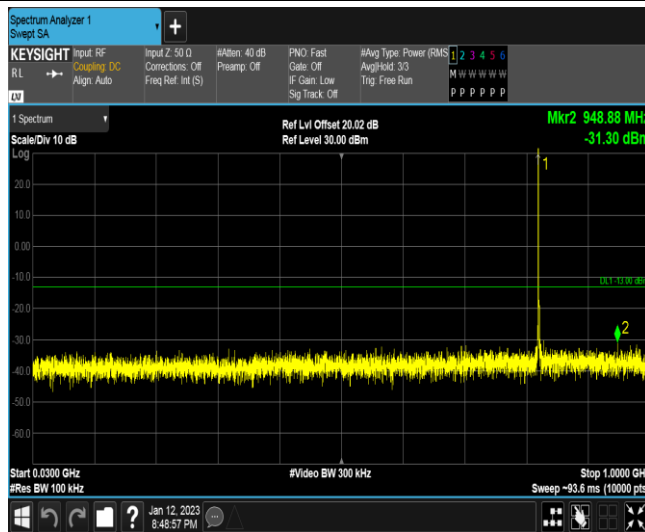 Spectrum Analyzer 1
Swept SA
+
KEYSIGHT Input: RF Input Z: 50 Ω #Atten: 40 dB PNO: Fast #Avg Type: Power (RMS 1 2 3 4 5 6
RL Coupling: DC Corrections: Off Preamp: Off Gate: Off Avg|Hold: 3/3 M W W W W W
Align: Auto Freq Ref: Int (S) IF Gain: Low Trig: Free Run
Sig Track: Off P P P P P P
LXI
1 Spectrum Ref Lvl Offset 20.02 dB Mkr2 948.88 MHz
Scale/Div 10 dB Ref Level 30.00 dBm -31.30 dBm
Log
1
20.0
10.0
0.00
-10.0
DL1 -13.00 dB
-20.0
-30.0
2
-40.0
-50.0
-60.0
Start 0.0300 GHz #Video BW 300 kHz Stop 1.0000 GH
#Res BW 100 kHz Sweep ~93.6 ms (10000 pts
? Jan 12, 2023
8:48:57 PM